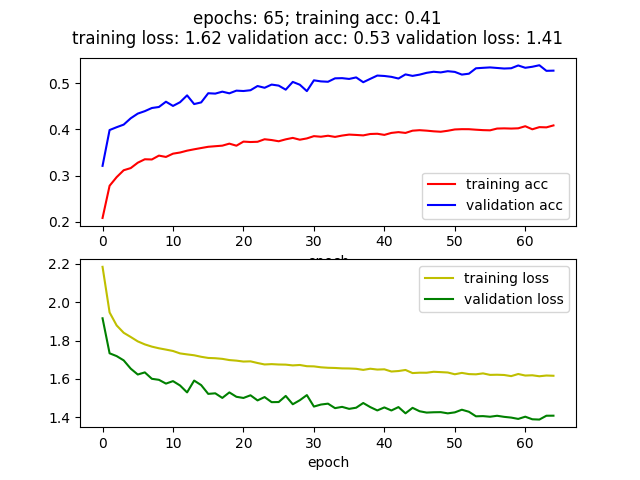 epochs: 65; training acc: 0.41
training loss: 1.62 validation acc: 0.53 validation loss: 1.41
0.5
0.4
0.3
0.2
training acc
validation acc
0 10 20 30 40 50 60
epoch
2.2
2.0
1.8
1.6
1.4
training loss
validation loss
0 10 20 30 40 50 60
epoch